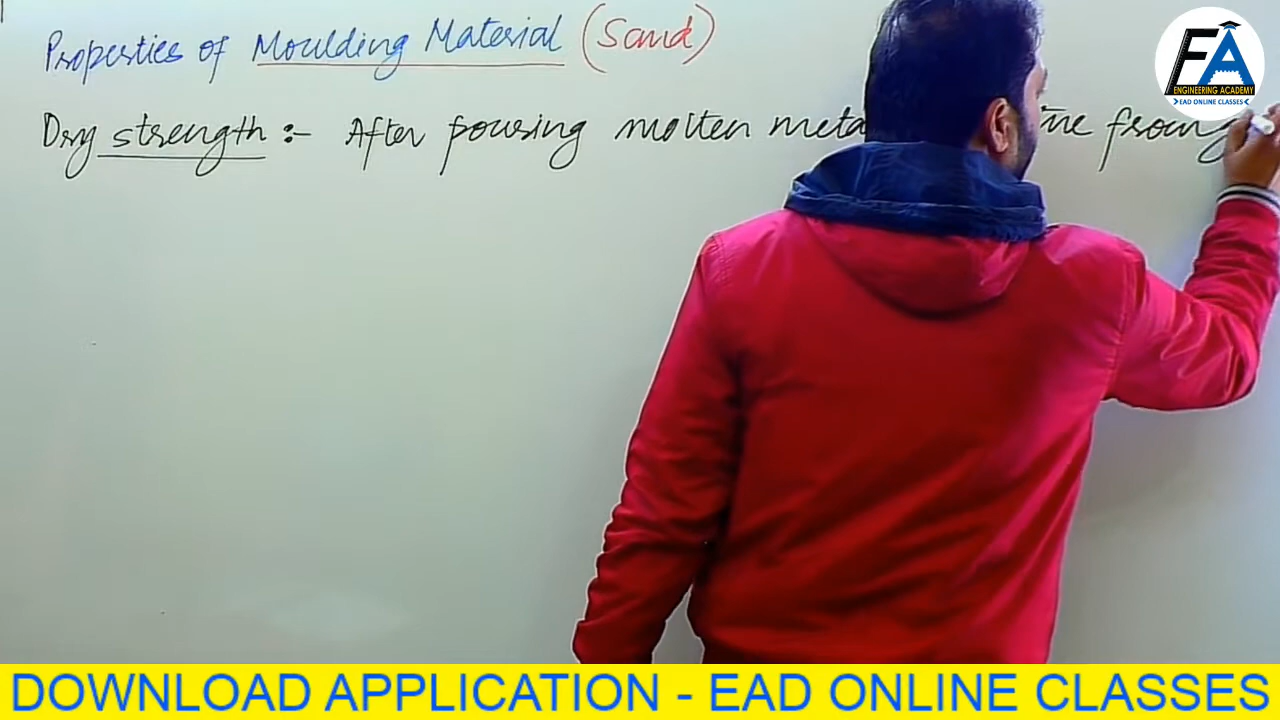 Properties of Moulding Material (Sand)
Dry strength :- After pouring molten meta
ENGINEERING ACADEMY
EAD ONLINE CLASSES
DOWNLOAD APPLICATION - EAD ONLINE CLASSES